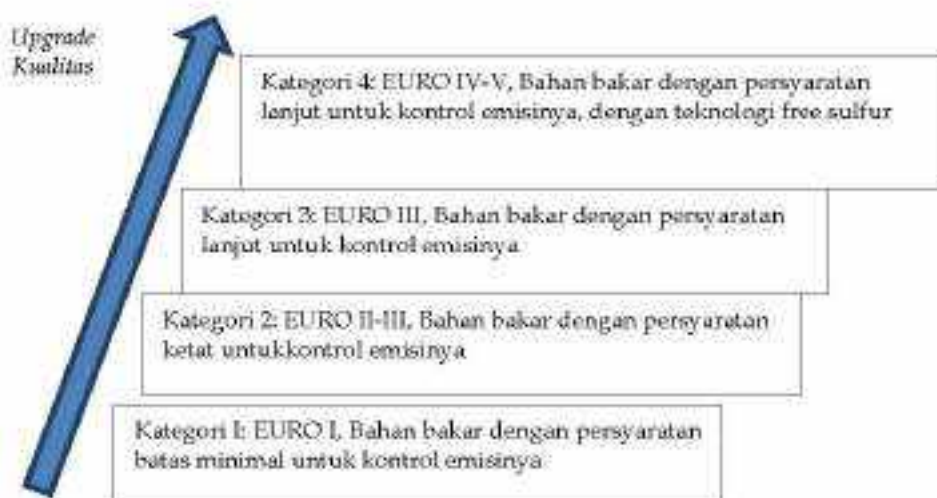 Upgrade
Kualitas
Kategori 4: EURO IV-V, Bahan bakar dengan persyaratan
lanjut untuk kontrol emisinya, dengan teknologi free sulfur
Kategori 3: EURO III, Bahan bakar dengan persyaratan
lanjut untuk kontrol emisinya
Kategori 2: EURO II-III, Bahan bakar dengan persyaratan
ketat untukkontrol emisinya
Kategori I: EURO I, Bahan bakar dengan persyaratan
batas minimal untuk kontrol emisinya